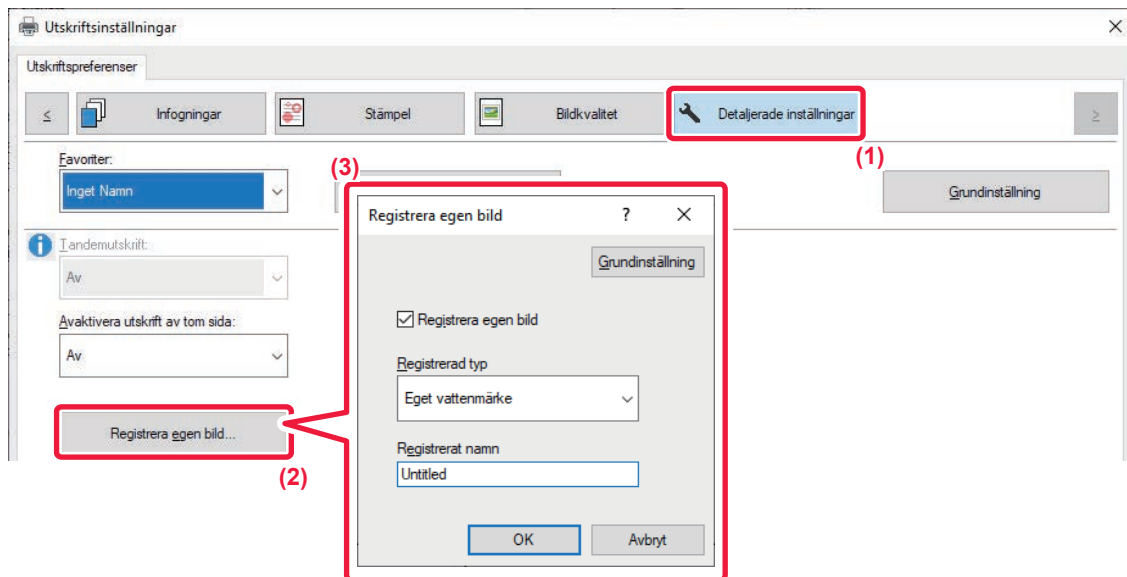 Utskriftsinställningar
Utskriftspreferenser
<
Infogningar
Stämpel
Bildkvalitet
Detaljerade inställningar
>
(1)
Favoriter:
(3)
Inget Namn
Grundinställning
Registrera egen bild ?
Tandemutskrift:
Av
Grundinställning
Avaktivera utskrift av tom sida:
Av
Registrera egen bild
Registrerad typ
Eget vattenmärke
Registrera egen bild...
(2)
Registrerat namn
Untitled
OK
Avbryt